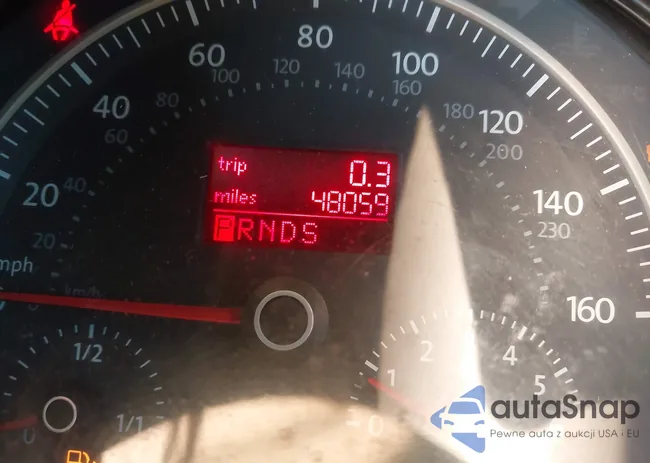 80
60 100
120
100 140
40 80 160 180 120
60 200
trip 0.3
20 40 miles 48059 140
20 PRNDS 230
mph km/h
160
1/2
2 4
1 5
0 1/1 0
autoSnap
Pewne auta z aukcji USA i EU